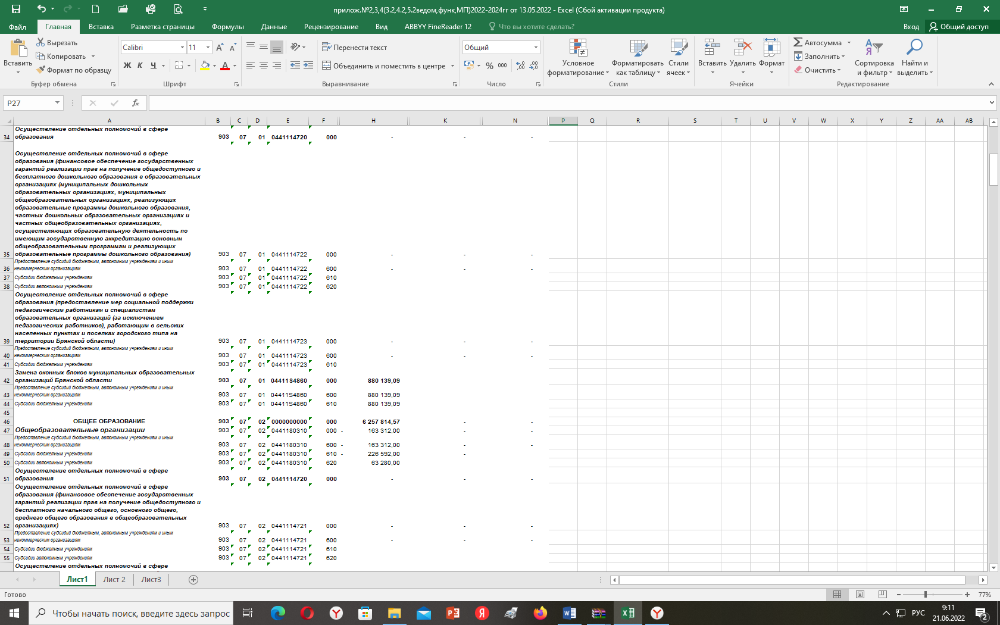 прилож.№2,3,4(3.2,4.2,5.2ведом,функ,МП)2022-2024гг от 13.05.2022 - Excel (Сбой активации продукта)
Файл Главная Вставка Разметка страницы Формулы Данные Рецензирование Вид ABBYY FineReader 12 Что вы хотите сделать? Вход Общий доступ
Вставить Вырезать Копировать Формат по образцу
Буфер обмена
Calibri 11
Ж К Ч А
Шрифт
Перенести текст
Объединить и поместить в центре
Выравнивание
Общий
% 000
Число
Условное форматирование Форматировать как таблицу Стили ячеек
Стили
Вставить Удалить Формат
Ячейки
Автосумма Заполнить Очистить
Сортировка и фильтр Найти и выделить
Редактирование
P27 fx
A B C D E F H K N P Q R S T U V W X Y Z AA AB
Осуществление отдельных полномочий в сфере
34 образования 903 07 01 0441114720 000 - - -
Осуществление отдельных полномочий в сфере
образования (финансовое обеспечение государственных
гарантий реализации прав на получение общедоступного и
бесплатного дошкольного образования в образовательных
организациях (муниципальных дошкольных
образовательных организациях, муниципальных
общеобразовательных организациях, реализующих
образовательные программы дошкольного образования,
частных дошкольных образовательных организациях и
частных общеобразовательных организациях,
осуществляющих образовательную деятельность по
имеющим государственную аккредитацию основным
общеобразовательным программам и реализующих
35 образовательные программы дошкольного образования) 903 07 01 0441114722 000 - - -
Предоставление субсидий бюджетным, автономным учреждениям и иным
36 некоммерческим организациям 903 07 01 0441114722 600 - - -
37 Субсидии бюджетным учреждениям 903 07 01 0441114722 610
38 Субсидии автономным учреждениям 903 07 01 0441114722 620
Осуществление отдельных полномочий в сфере
образования (предоставление мер социальной поддержки
педагогическим работникам и специалистам
образовательных организаций (за исключением
педагогических работников), работающим в сельских
населенных пунктах и поселках городского типа на
39 территории Брянской области) 903 07 01 0441114723 000 - - -
Предоставление субсидий бюджетным, автономным учреждениям и иным
40 некоммерческим организациям 903 07 01 0441114723 600 - - -
41 Субсидии бюджетным учреждениям 903 07 01 0441114723 610
Замена оконных блоков муниципальных образовательных
42 организаций Брянской области 903 07 01 04411S4860 000 880 139,09
Предоставление субсидий бюджетным, автономным учреждениям и иным
43 некоммерческим организациям 903 07 01 04411S4860 600 880 139,09
44 Субсидии бюджетным учреждениям 903 07 01 04411S4860 610 880 139,09
45
46 ОБЩЕЕ ОБРАЗОВАНИЕ 903 07 02 0000000000 000 6 257 814,57 - -
47 Общеобразовательные организации 903 07 02 0441180310 000 - 163 312,00 - -
Предоставление субсидий бюджетным, автономным учреждениям и иным
48 некоммерческим организациям 903 07 02 0441180310 600 - 163 312,00 - -
49 Субсидии бюджетным учреждениям 903 07 02 0441180310 610 - 226 592,00 -
50 Субсидии автономным учреждениям 903 07 02 0441180310 620 63 280,00
Осуществление отдельных полномочий в сфере
51 образования 903 07 02 0441114720 000 - - -
Осуществление отдельных полномочий в сфере
образования (финансовое обеспечение государственных
гарантий реализации прав на получение общедоступного и
бесплатного начального общего, основного общего,
среднего общего образования в общеобразовательных
52 организациях) 903 07 02 0441114721 000 - - -
Предоставление субсидий бюджетным, автономным учреждениям и иным
53 некоммерческим организациям 903 07 02 0441114721 600 - - -
54 Субсидии бюджетным учреждениям 903 07 02 0441114721 610
55 Субсидии автономным учреждениям 903 07 02 0441114721 620
Осуществление отдельных полномочий в сфере
Лист1 Лист 2 Лист3
Готово 77%
Чтобы начать поиск, введите здесь запрос
РУС 9:11
21.06.2022 2